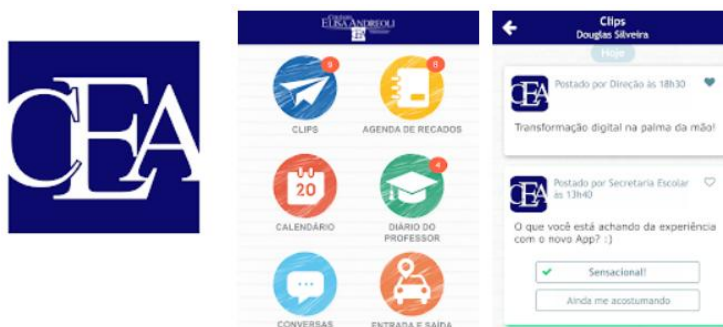 CEA
COLÉGIO
ELISA ANDREOLI
9
CLIPS
8
AGENDA DE RECADOS
20
CALENDÁRIO
4
DIÁRIO DO
PROFESSOR
CONVERSAS
ENTRADA E SAÍDA
Clips
Douglas Silveira
Hoje
CEA
Postado por Direção às 18h30
Transformação digital na palma da mão!
CEA
Postado por Secretaria Escolar
às 13h40
O que você está achando da experiência
com o novo App? :)
Sensacional!
Ainda me acostumando